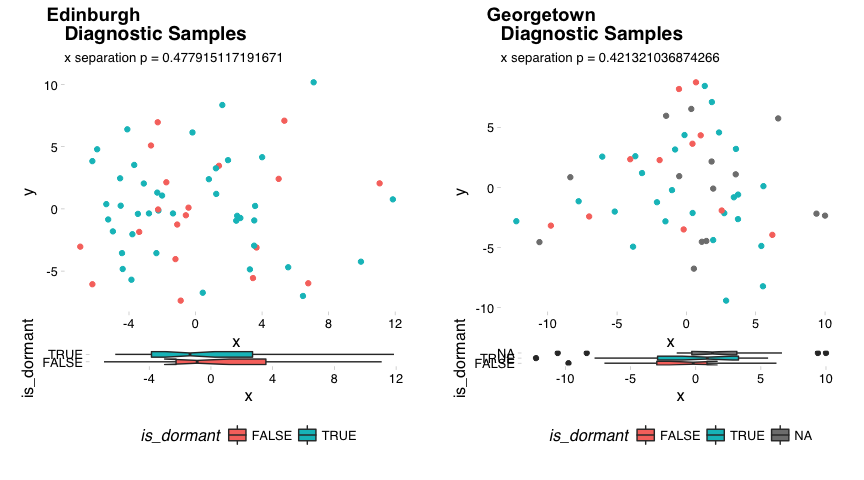 Edinburgh
Diagnostic Samples
x separation p = 0.477915117191671
10
5
0
-5
y
-4 0 4 8 12
x
is_dormant
TRUE
FALSE
-4 0 4 8 12
x
is_dormant FALSE TRUE
Georgetown
Diagnostic Samples
x separation p = 0.421321036874266
5
0
-5
-10
y
-10 -5 0 5 10
x
is_dormant
NA
TRUE
FALSE
-10 -5 0 5 10
x
is_dormant FALSE TRUE NA